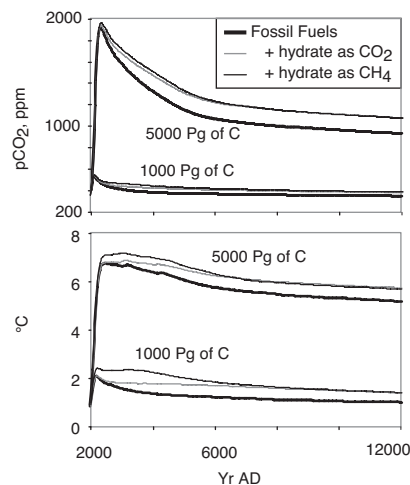 2000
1000
200
pCO2, ppm
Fossil Fuels
+ hydrate as CO2
+ hydrate as CH4
5000 Pg of C
1000 Pg of C
8
6
4
2
0
°C
5000 Pg of C
1000 Pg of C
2000
6000
12000
Yr AD